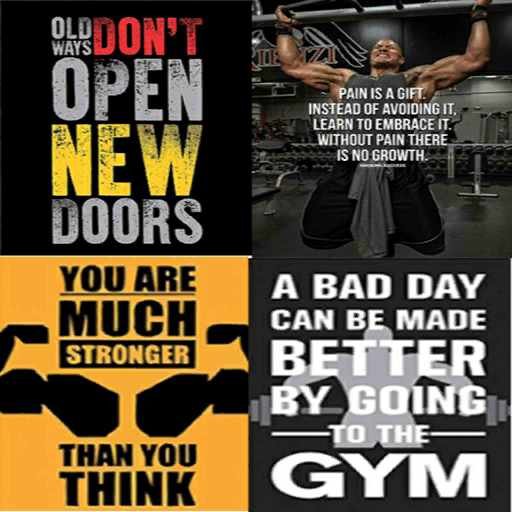 OLD
WAYS DON'T
OPEN
NEW
DOORS
PAIN IS A GIFT.
INSTEAD OF AVOIDING IT,
LEARN TO EMBRACE IT.
WITHOUT PAIN THERE
IS NO GROWTH.
YOU ARE
MUCH
STRONGER
THAN YOU
THINK
A BAD DAY
CAN BE MADE
BETTER
BY GOING
TO THE
GYM